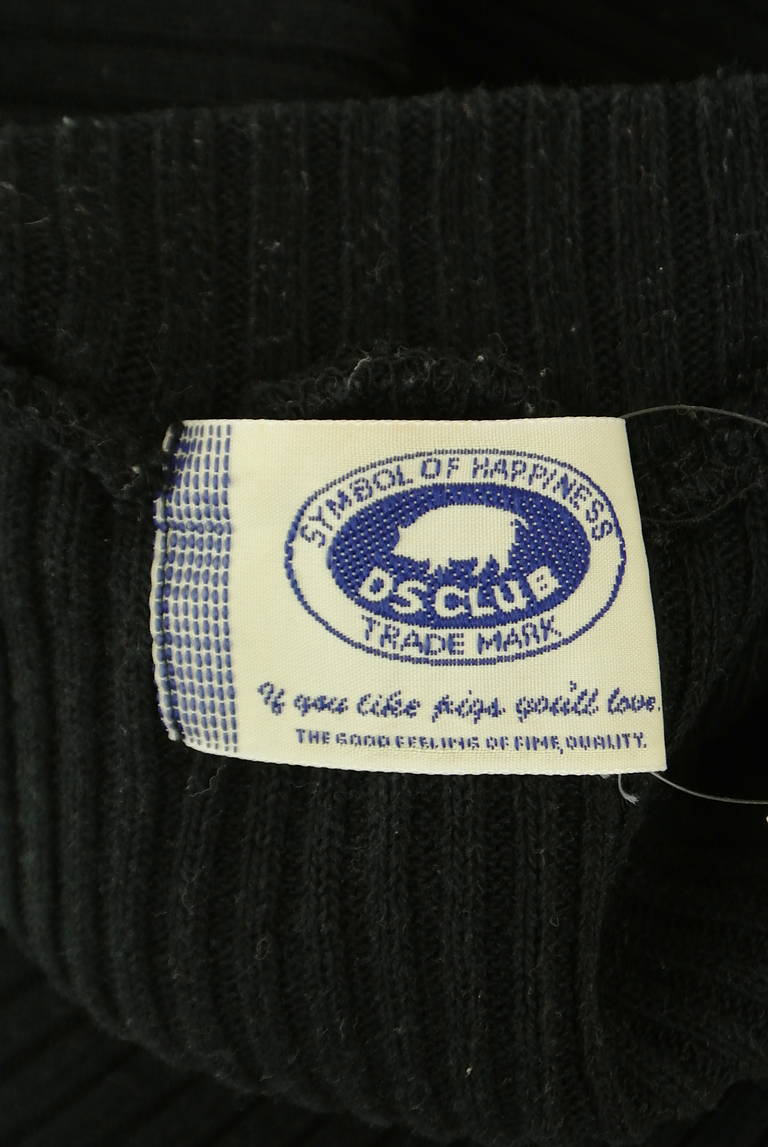 SYMBOL OF HAPPINESS
DS CLUB
TRADE MARK
If you like pigs you'll love.
THE GOOD FEELING OF FINE, QUALITY.